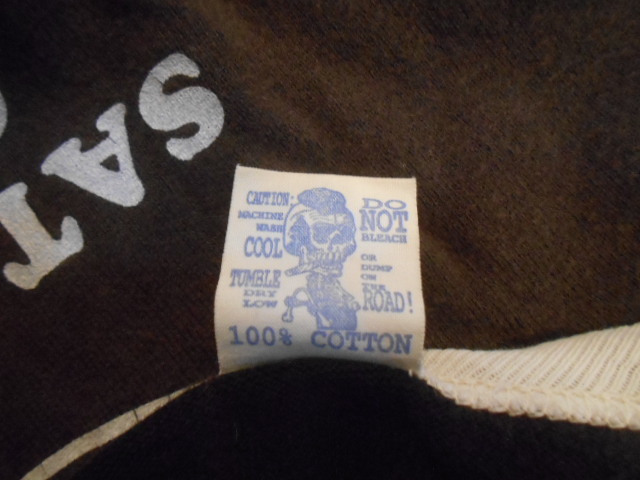 SAT
CAUTION:
MACHINE
WASH
COOL
TUMBLE
DRY
LOW
DO
NOT
BLEACH
OR
DUMP
ON
THE
ROAD!
100% COTTON